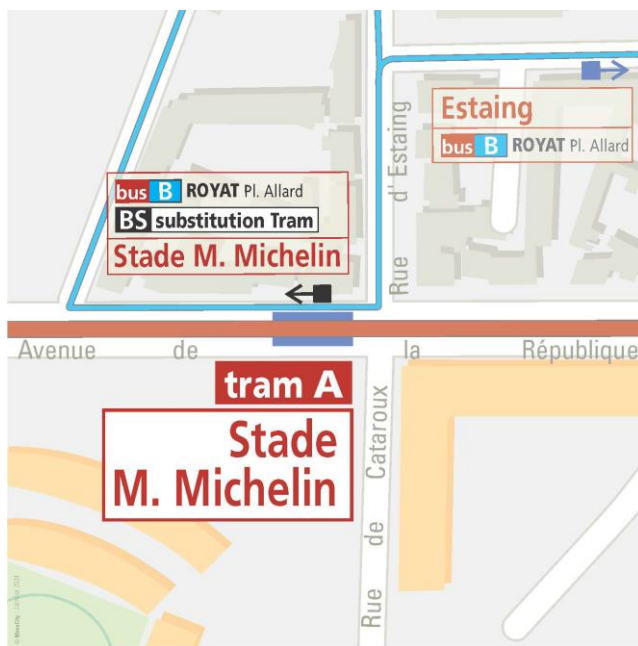 Estaing
bus B ROYAT Pl. Allard
Rue d'Estaing
bus B ROYAT Pl. Allard
BS substitution Tram
Stade M. Michelin
Avenue de la République
tram A
Stade
M. Michelin
Rue de Cataroux